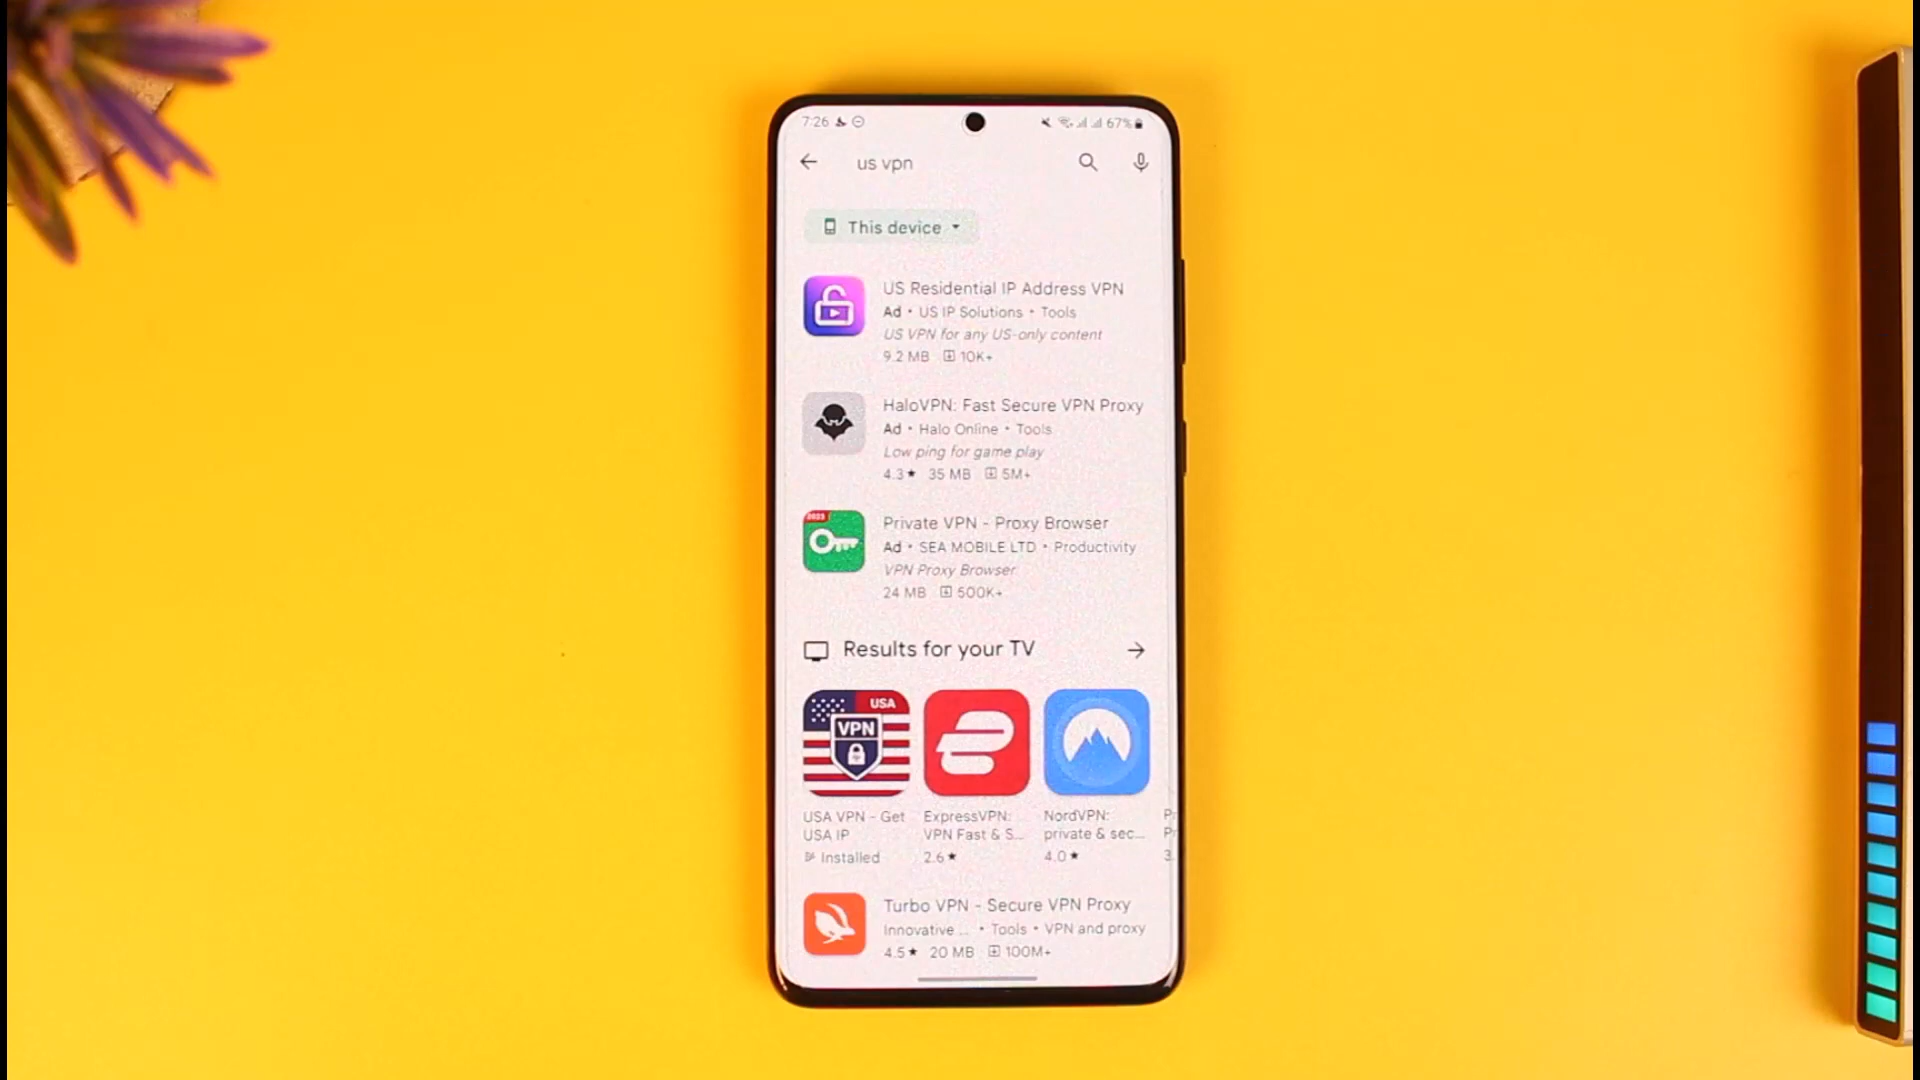 7:26
67%
us vpn
This device
US Residential IP Address VPN
Ad • US IP Solutions • Tools
US VPN for any US-only content
9.2 MB 10K+
HaloVPN: Fast Secure VPN Proxy
Ad • Halo Online • Tools
Low ping for game play
4.3★ 35 MB 5M+
2023
Private VPN - Proxy Browser
Ad • SEA MOBILE LTD • Productivity
VPN Proxy Browser
24 MB 500K+
Results for your TV
USA
VPN
USA VPN - Get
USA IP
Installed
ExpressVPN:
VPN Fast & S...
2.6★
NordVPN:
private & sec...
4.0★
3.
Turbo VPN - Secure VPN Proxy
Innovative ... • Tools • VPN and proxy
4.5★ 20 MB 100M+